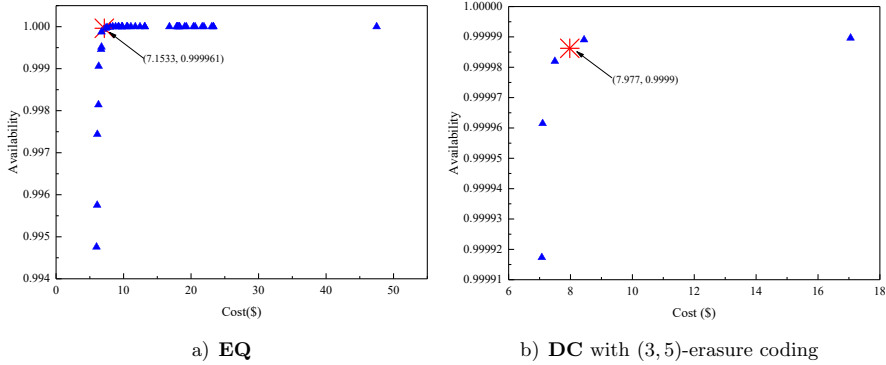 1.000
0.999
0.998
0.997
0.996
0.995
0.994
Availability
(7.1533, 0.999961)
0 10 20 30 40 50
Cost($)
a) EQ
1.00000
0.99999
0.99998
0.99997
0.99996
0.99995
0.99994
0.99993
0.99992
0.99991
Availability
(7.977, 0.9999)
6 8 10 12 14 16 18
Cost ($)
b) DC with (3, 5)-erasure coding